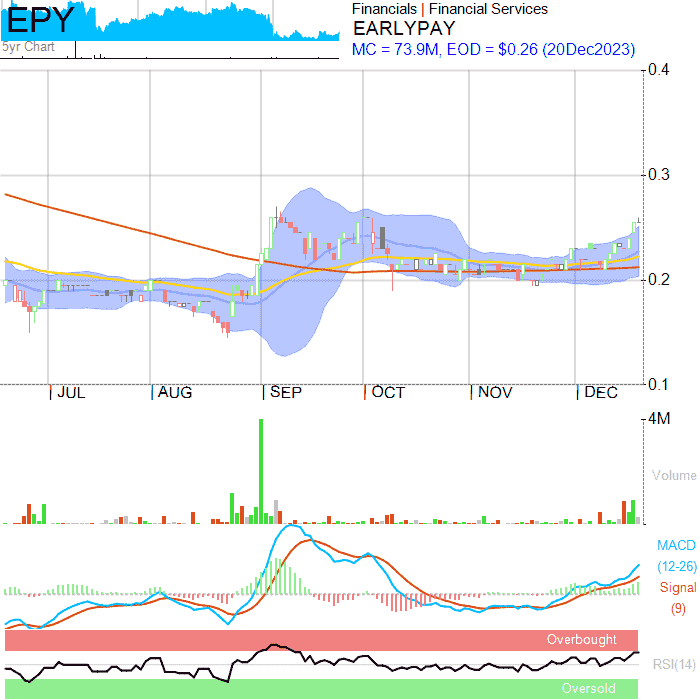 EPY
5yr Chart
Financials | Financial Services
EARLYPAY
MC = 73.9M, EOD = $0.26 (20Dec2023)
0.4
0.3
0.2
0.1
JUL AUG SEP OCT NOV DEC
4M
Volume
MACD
(12-26)
Signal
(9)
Overbought
RSI(14)
Oversold